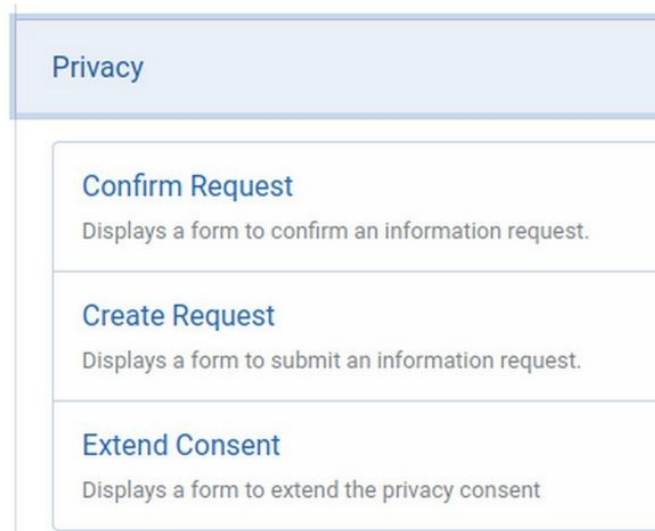 Privacy
Confirm Request
Displays a form to confirm an information request.
Create Request
Displays a form to submit an information request.
Extend Consent
Displays a form to extend the privacy consent